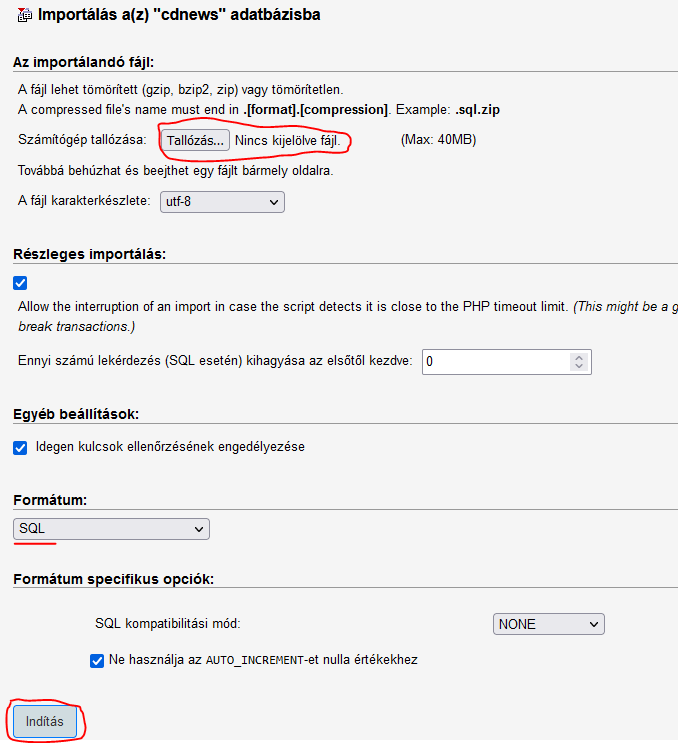 Importálás a(z) "cdnews" adatbázisba
Az importálandó fájl:
A fájl lehet tömörített (gzip, bzip2, zip) vagy tömörítetlen.
A compressed file's name must end in .[format].[compression]. Example: .sql.zip
Számítógép tallózása: Tallózás... Nincs kijelölve fájl. (Max: 40MB)
Továbbá behúzhat és beejthet egy fájlt bármely oldalra.
A fájl karakterkészlete: utf-8
Részleges importálás:
Allow the interruption of an import in case the script detects it is close to the PHP timeout limit. (This might be a g
break transactions.)
Ennyi számú lekérdezés (SQL esetén) kihagyása az elsőtől kezdve: 0
Egyéb beállítások:
Idegen kulcsok ellenőrzésének engedélyezése
Formátum:
SQL
Formátum specifikus opciók:
SQL kompatibilitási mód: NONE
Ne használja az AUTO_INCREMENT-et nulla értékekhez
Indítás